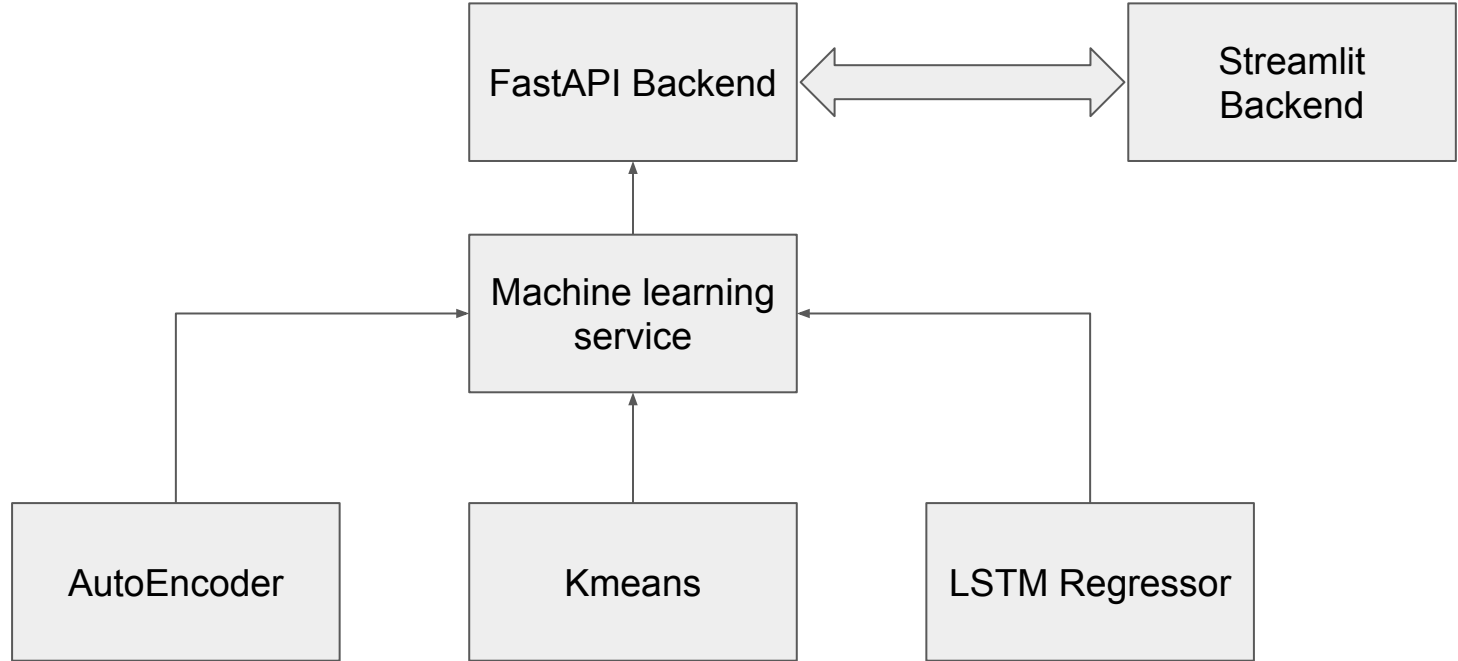 FastAPI Backend
Streamlit
Backend
Machine learning
service
AutoEncoder
Kmeans
LSTM Regressor